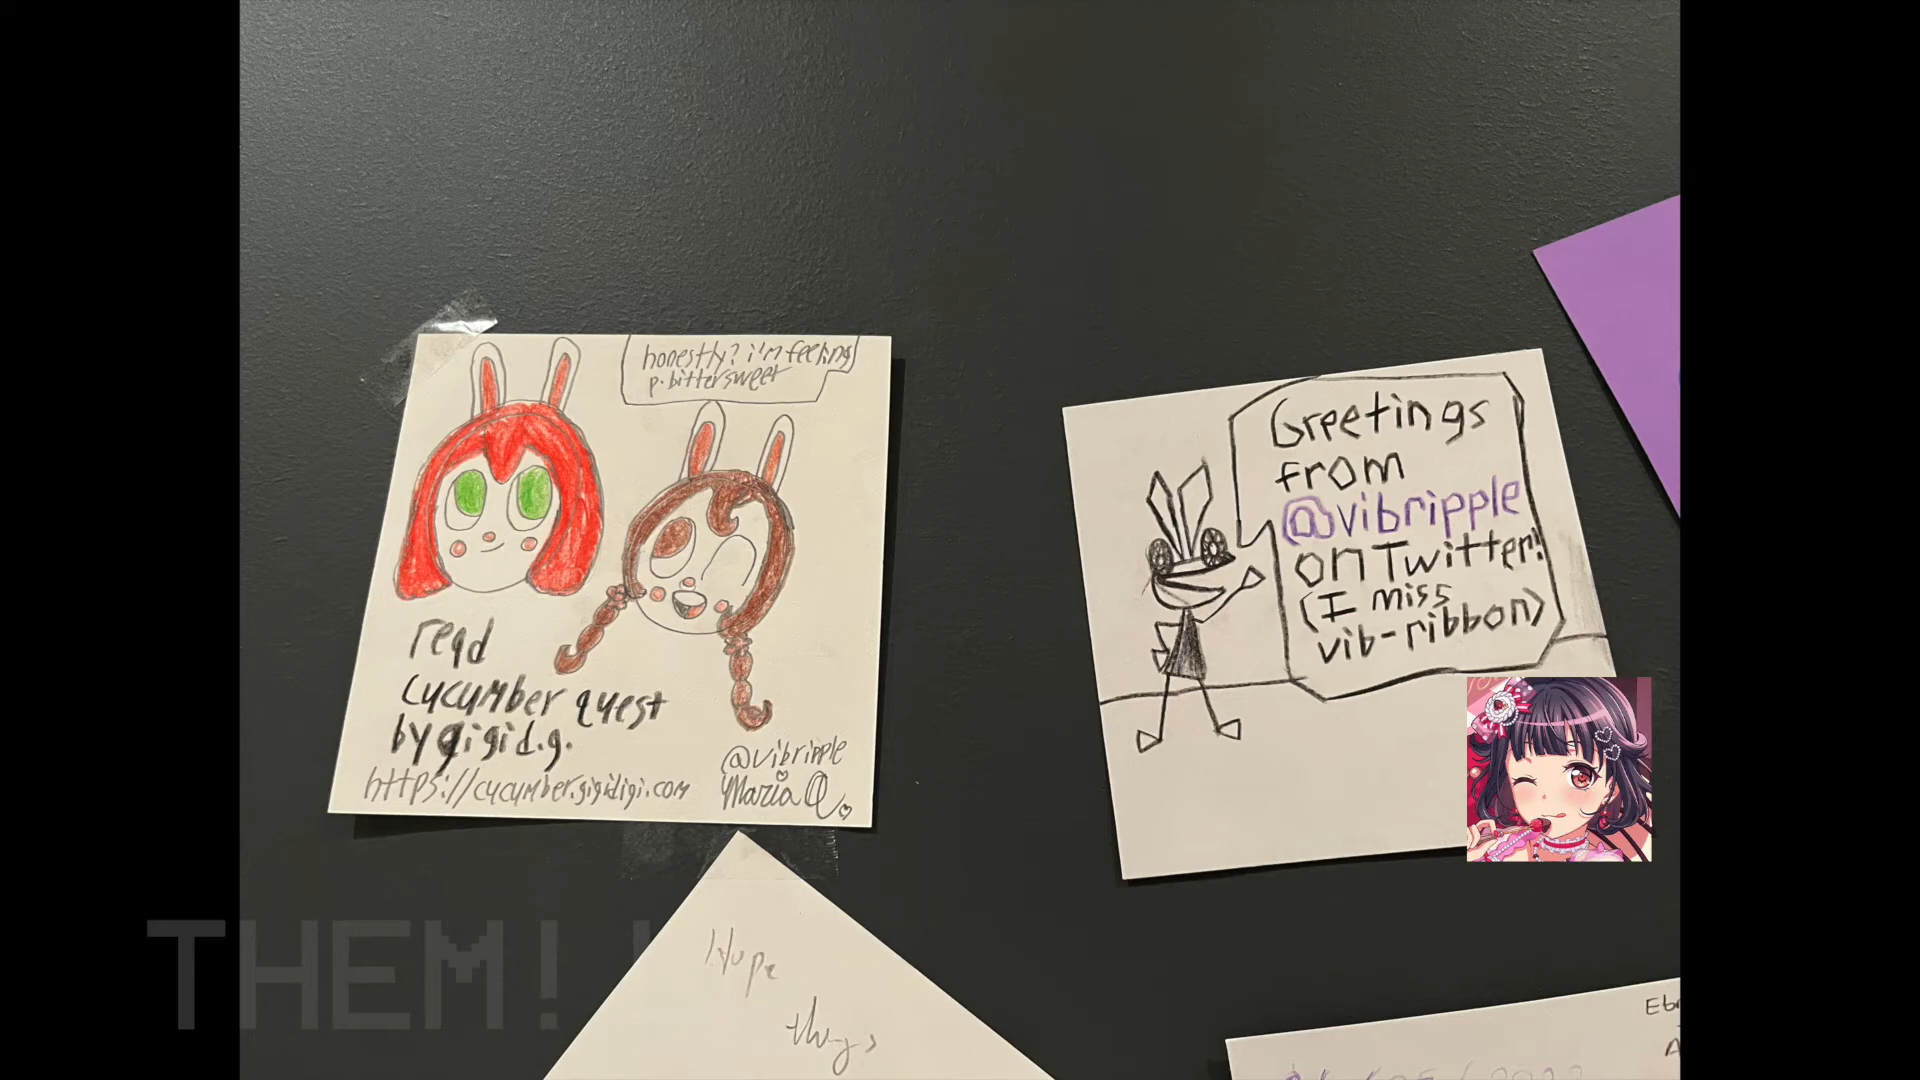 honestly? i'm feeling
p. bittersweet
read
cucumber quest
by gigi d.g.
https://cucumber.gigidigi.com
@vibripple
Maria
Greetings
from
@vibripple
on Twitter!
(I miss
vib-ribbon)
Hope
things
THEM!